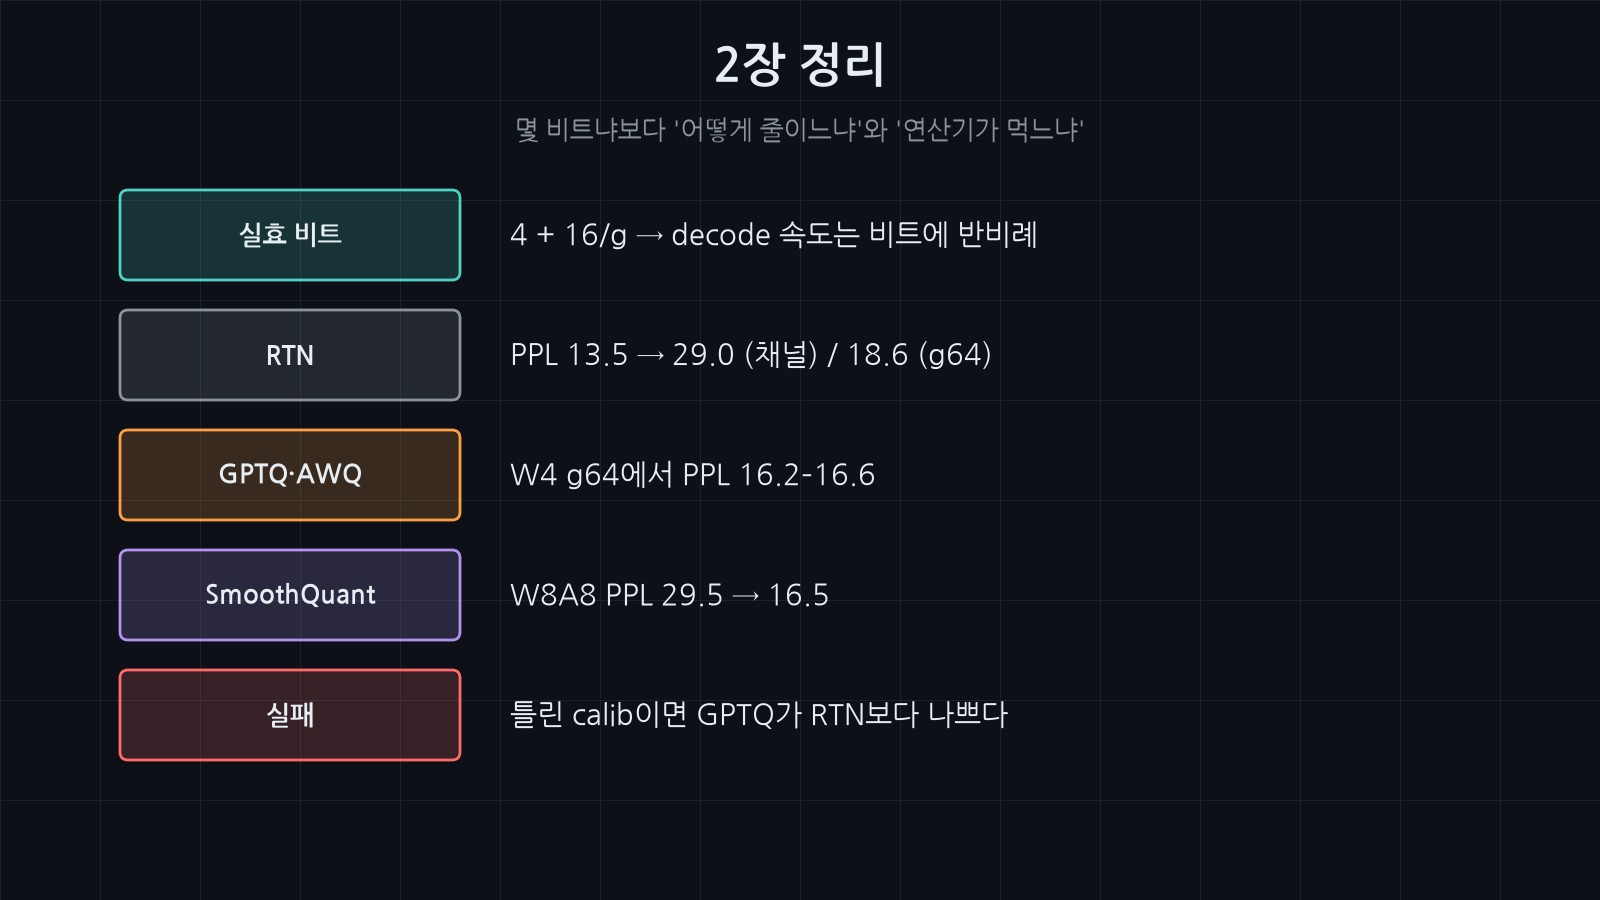 2장 정리
몇 비트냐보다 '어떻게 줄이느냐'와 '연산기가 먹느냐'
실효 비트
4 + 16/g → decode 속도는 비트에 반비례
RTN
PPL 13.5 → 29.0 (채널) / 18.6 (g64)
GPTQ·AWQ
W4 g64에서 PPL 16.2–16.6
SmoothQuant
W8A8 PPL 29.5 → 16.5
실패
틀린 calib이면 GPTQ가 RTN보다 나쁘다